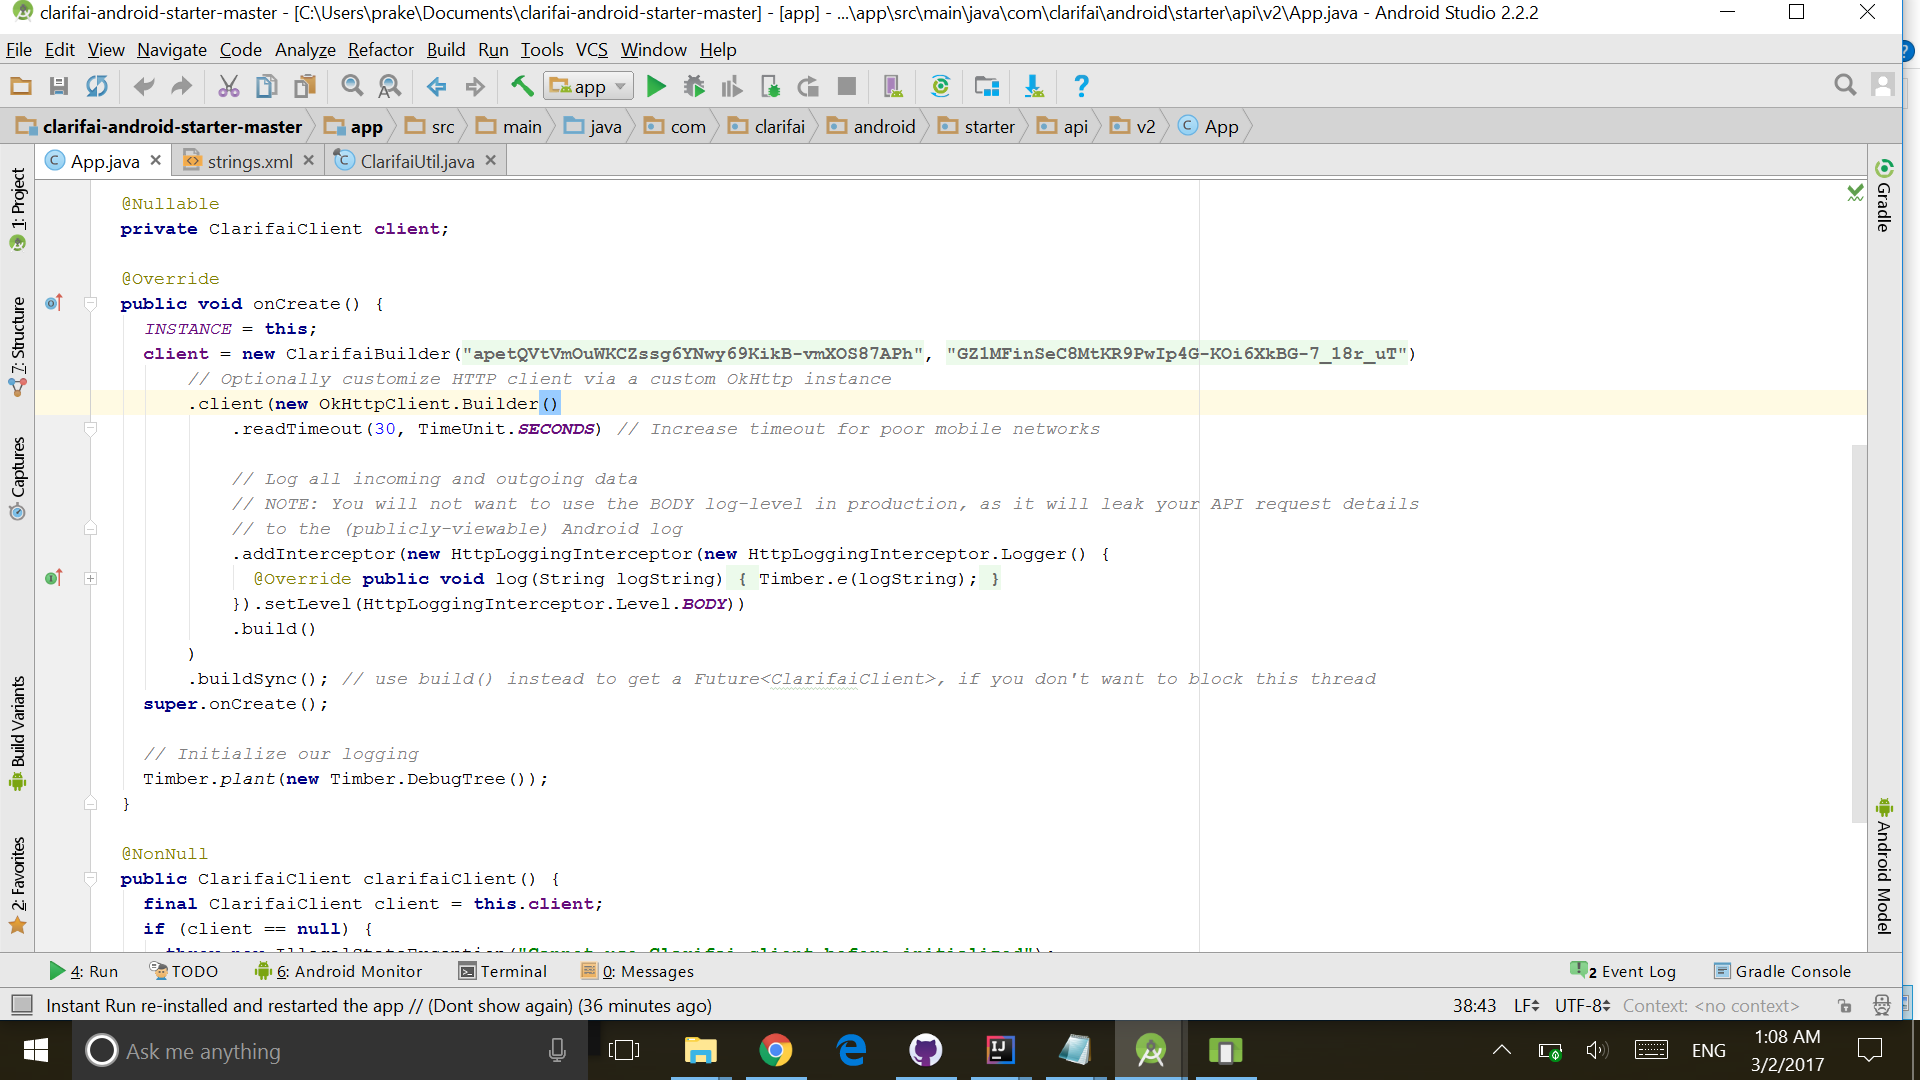 clarifai-android-starter-master - [C:\Users\prake\Documents\clarifai-android-starter-master] - [app] - ...\app\src\main\java\com\clarifai\android\starter\api\v2\App.java - Android Studio 2.2.2
File Edit View Navigate Code Analyze Refactor Build Run Tools VCS Window Help
app
clarifai-android-starter-master app src main java com clarifai android starter api v2 App
App.java strings.xml ClarifaiUtil.java
1: Project
7: Structure
Captures
Build Variants
2: Favorites
Gradle
Android Model
@Nullable
private ClarifaiClient client;
@Override
public void onCreate() {
INSTANCE = this;
client = new ClarifaiBuilder("apetQVtVmOuWKCZssg6YNwy69KikB-vmXOS87APh", "GZ1MFinSeC8MtKR9PwIp4G-KOi6XkBG-7_18r_uT")
// Optionally customize HTTP client via a custom OkHttp instance
.client(new OkHttpClient.Builder()
.readTimeout(30, TimeUnit.SECONDS) // Increase timeout for poor mobile networks
// Log all incoming and outgoing data
// NOTE: You will not want to use the BODY log-level in production, as it will leak your API request details
// to the (publicly-viewable) Android log
.addInterceptor(new HttpLoggingInterceptor(new HttpLoggingInterceptor.Logger() {
@Override public void log(String logString) { Timber.e(logString); }
}).setLevel(HttpLoggingInterceptor.Level.BODY))
.build()
)
.buildSync(); // use build() instead to get a Future<ClarifaiClient>, if you don't want to block this thread
super.onCreate();
// Initialize our logging
Timber.plant(new Timber.DebugTree());
}
@NonNull
public ClarifaiClient clarifaiClient() {
final ClarifaiClient client = this.client;
if (client == null) {
throw new IllegalStateException("Cannot use Clarifai client before initialized");
4: Run TODO 6: Android Monitor Terminal 0: Messages 2 Event Log Gradle Console
Instant Run re-installed and restarted the app // (Dont show again) (36 minutes ago) 38:43 LF UTF-8 Context: <no context>
Ask me anything
IJ
ENG
1:08 AM
3/2/2017